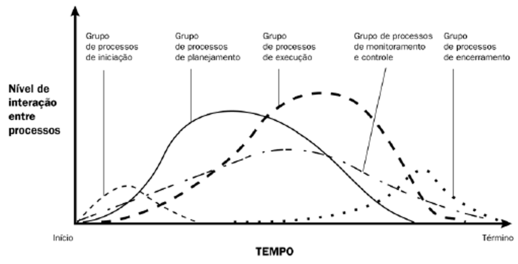 Grupo
de processos
de iniciação
Grupo
de processos
de planejamento
Grupo
de processos
de execução
Grupo de processos
de monitoramento
e controle
Grupo
de processos
de encerramento
Nível de
interação
entre
processos
Início
Término
TEMPO